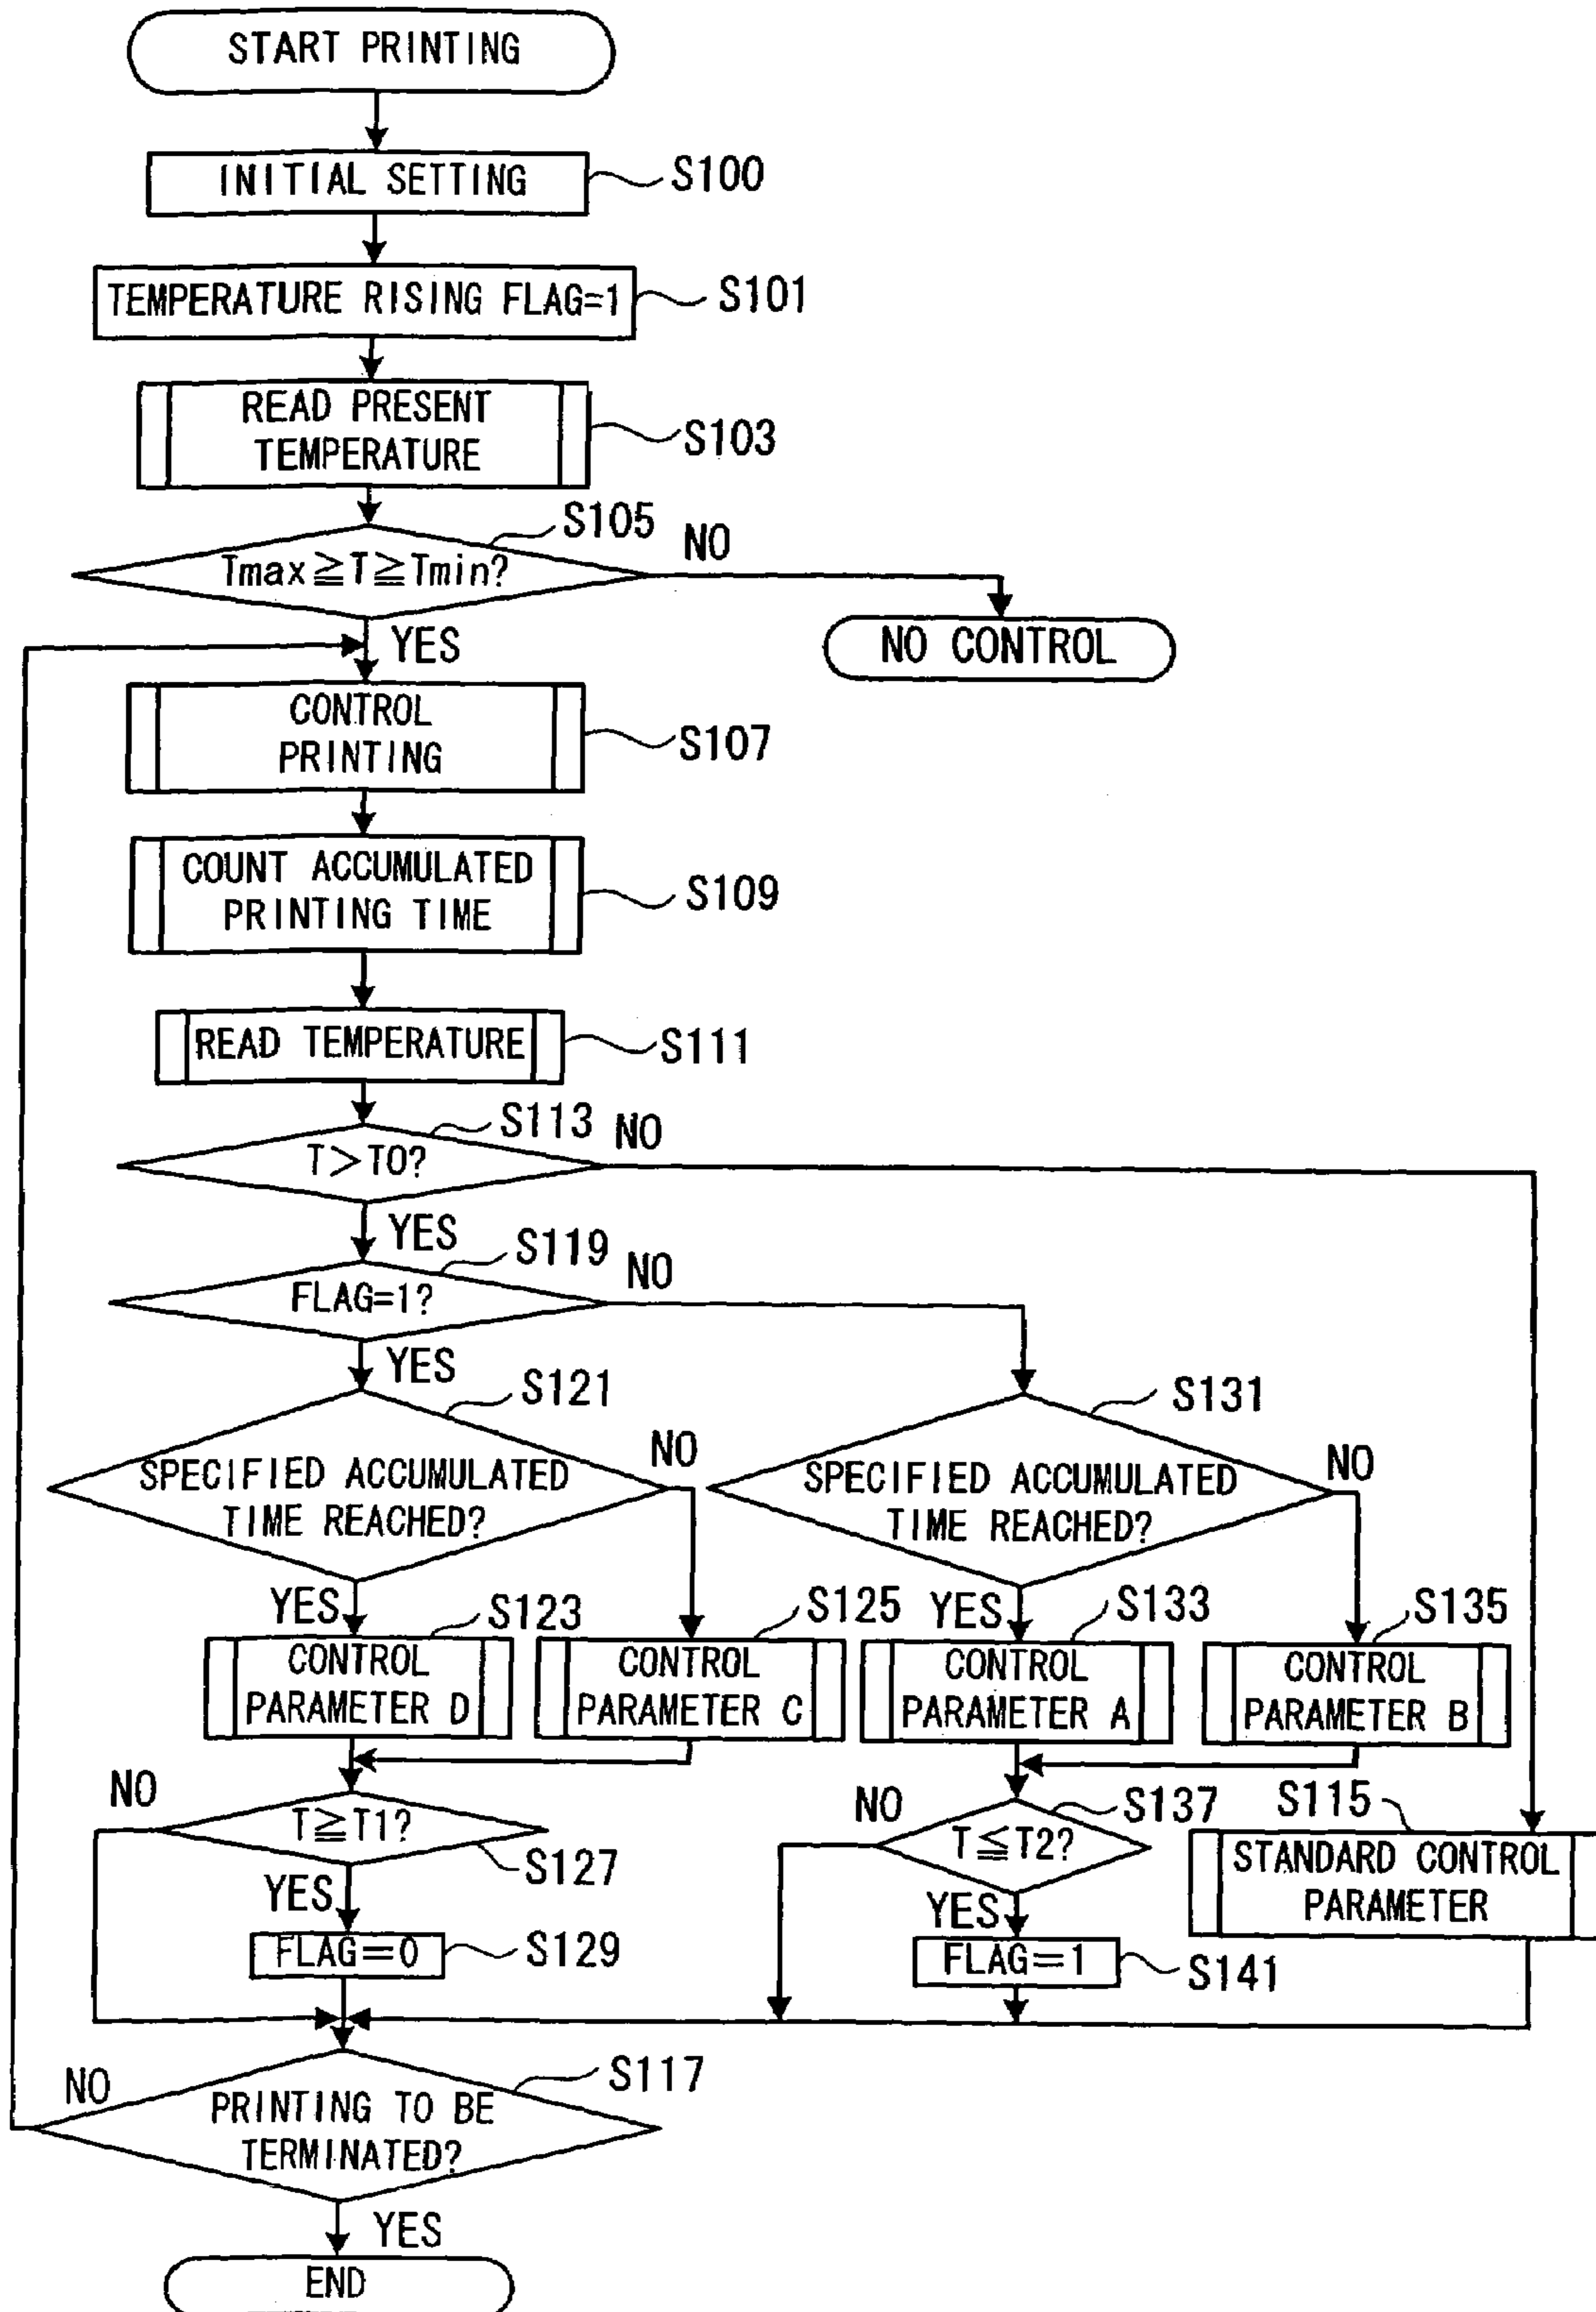 START PRINTING
INITIAL SETTING
S100
TEMPERATURE RISING FLAG=1
S101
READ PRESENT
TEMPERATURE
S103
S105
Tmax≧T≧Tmin?
NO
YES
NO CONTROL
CONTROL
PRINTING
S107
COUNT ACCUMULATED
PRINTING TIME
S109
READ TEMPERATURE
S111
S113
T>T0?
NO
YES
S119
FLAG=1?
NO
YES
S121
SPECIFIED ACCUMULATED
TIME REACHED?
NO
S131
SPECIFIED ACCUMULATED
TIME REACHED?
NO
YES
S123
CONTROL
PARAMETER D
S125
CONTROL
PARAMETER C
YES
S133
CONTROL
PARAMETER A
S135
CONTROL
PARAMETER B
NO
T≧T1?
S127
YES
FLAG=0
S129
NO
T≦T2?
S137
YES
FLAG=1
S141
S115
STANDARD CONTROL
PARAMETER
NO
S117
PRINTING TO BE
TERMINATED?
YES
END